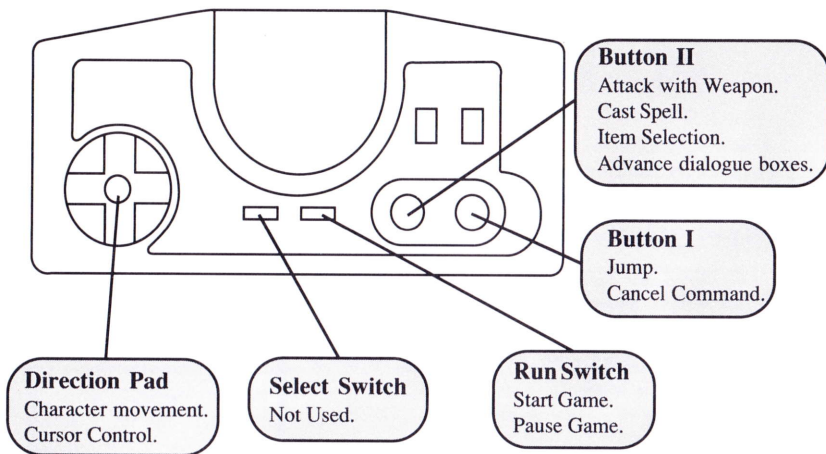 Button II
Attack with Weapon.
Cast Spell.
Item Selection.
Advance dialogue boxes.
Button I
Jump.
Cancel Command.
Direction Pad
Character movement.
Cursor Control.
Select Switch
Not Used.
Run Switch
Start Game.
Pause Game.